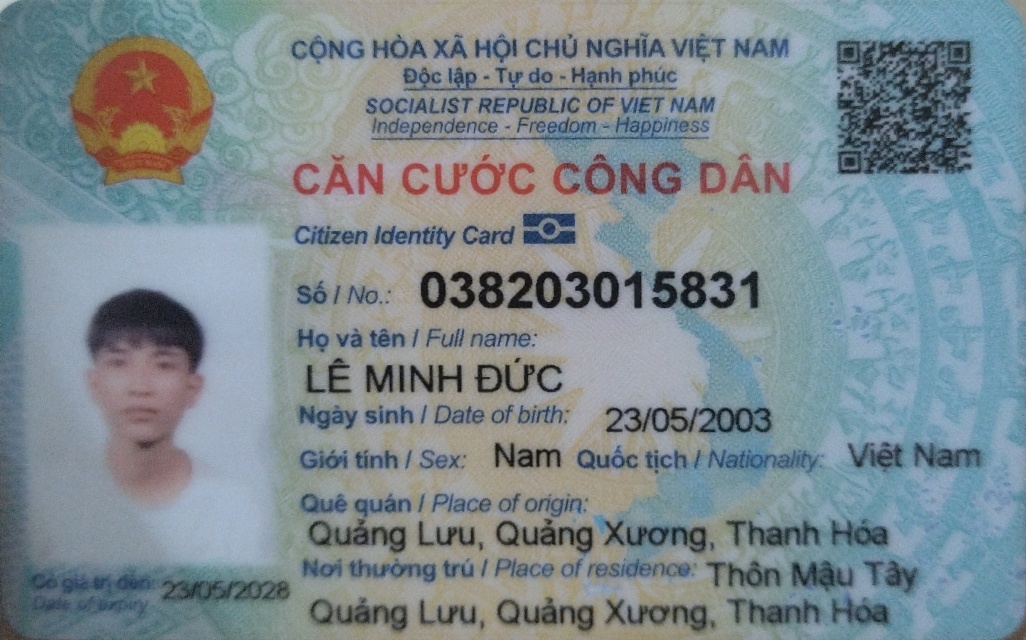 CỘNG HÒA XÃ HỘI CHỦ NGHĨA VIỆT NAM
Độc lập - Tự do - Hạnh phúc
SOCIALIST REPUBLIC OF VIET NAM
Independence - Freedom - Happiness
CĂN CƯỚC CÔNG DÂN
Citizen Identity Card
Số / No.: 038203015831
Họ và tên / Full name:
LÊ MINH ĐỨC
Ngày sinh / Date of birth: 23/05/2003
Giới tính / Sex: Nam Quốc tịch / Nationality: Việt Nam
Quê quán / Place of origin:
Quảng Lưu, Quảng Xương, Thanh Hóa
Nơi thường trú / Place of residence: Thôn Mậu Tây
Quảng Lưu, Quảng Xương, Thanh Hóa
Có giá trị đến: 23/05/2028
Date of expiry